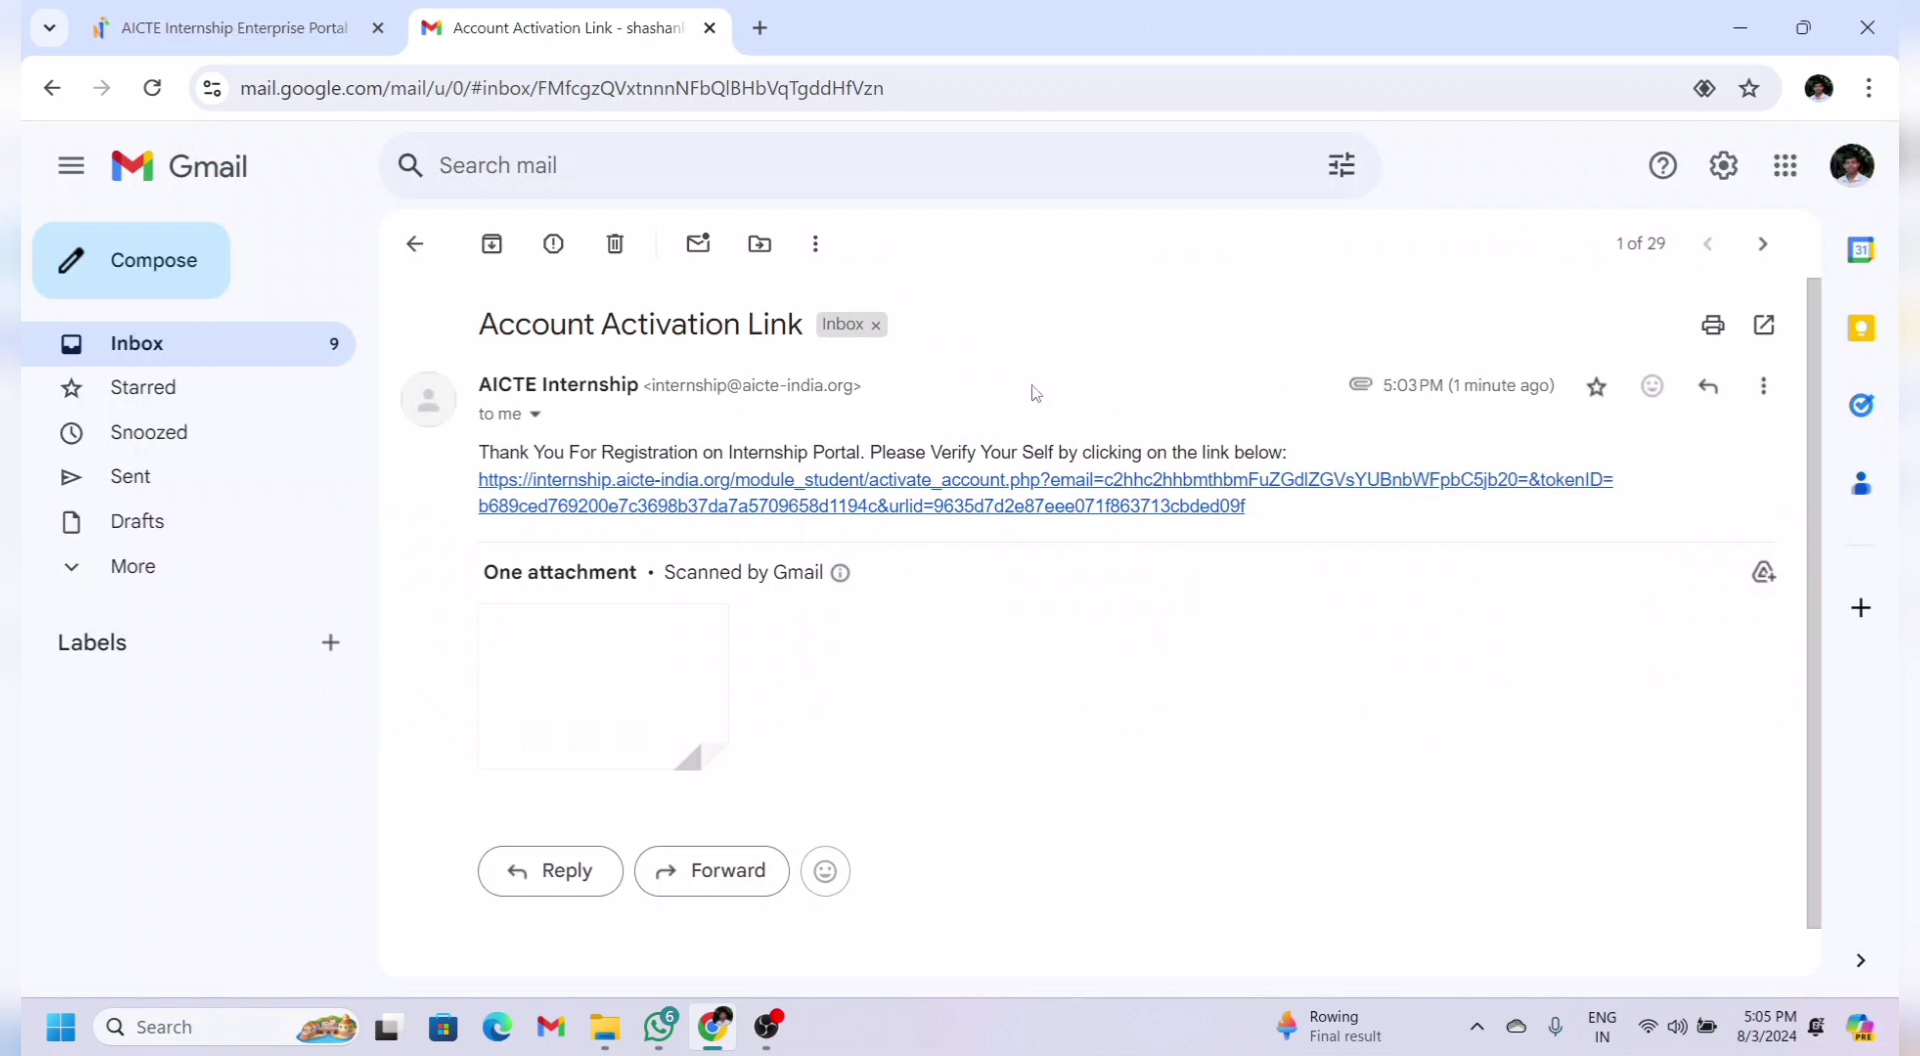 AICTE Internship Enterprise Portal
Account Activation Link - shashan
mail.google.com/mail/u/0/#inbox/FMfcgzQVxtnnnNFbQlBHbVqTgddHfVzn
Gmail
Search mail
Compose
1 of 29
31
Inbox 9
Starred
Snoozed
Sent
Drafts
More
Labels
Account Activation Link
Inbox ×
AICTE Internship <internship@aicte-india.org>
5:03 PM (1 minute ago)
to me
Thank You For Registration on Internship Portal. Please Verify Your Self by clicking on the link below:
https://internship.aicte-india.org/module_student/activate_account.php?email=c2hhc2hhbmthbmFuZGdlZGVsYUBnbWFpbC5jb20=&tokenID=
b689ced769200e7c3698b37da7a5709658d1194c&urlid=9635d7d2e87eee071f863713cbded09f
One attachment • Scanned by Gmail
Reply
Forward
Search
6
Rowing
Final result
ENG
IN
5:05 PM
8/3/2024
PRE